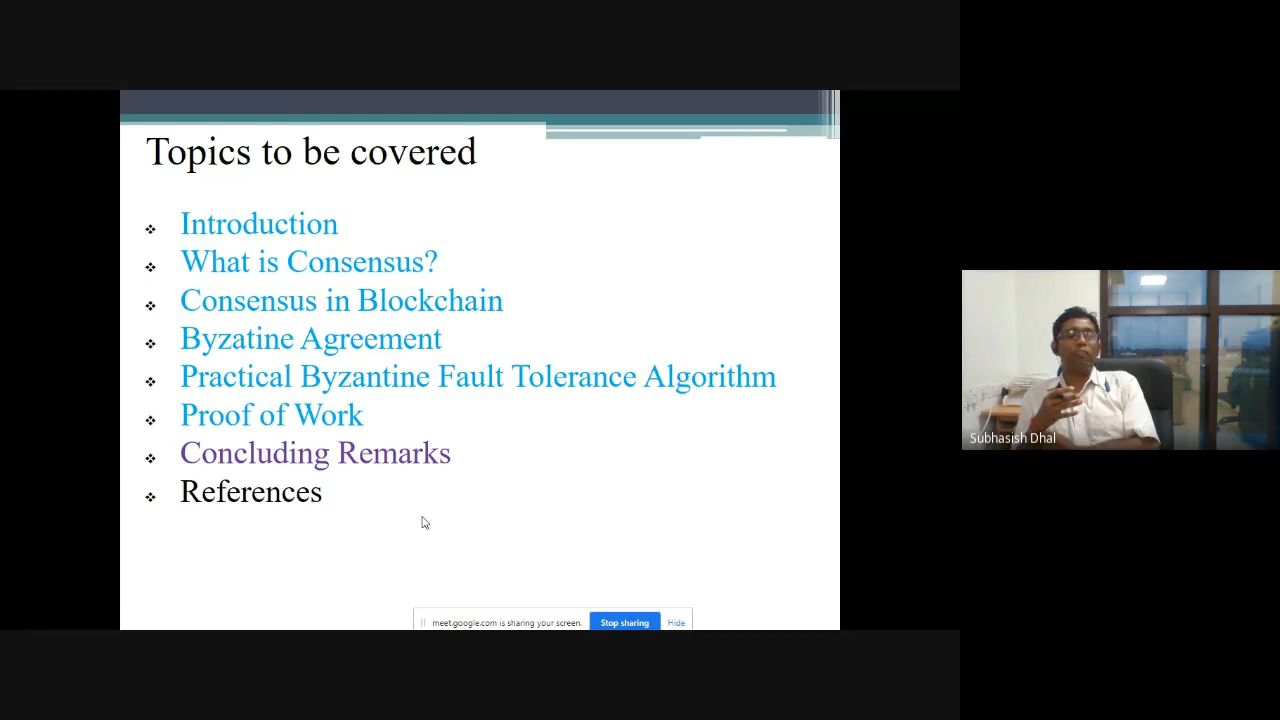 Topics to be covered
❖ Introduction
❖ What is Consensus?
❖ Consensus in Blockchain
❖ Byzatine Agreement
❖ Practical Byzantine Fault Tolerance Algorithm
❖ Proof of Work
❖ Concluding Remarks
❖ References
meet.google.com is sharing your screen. Stop sharing Hide
Subhasish Dhal